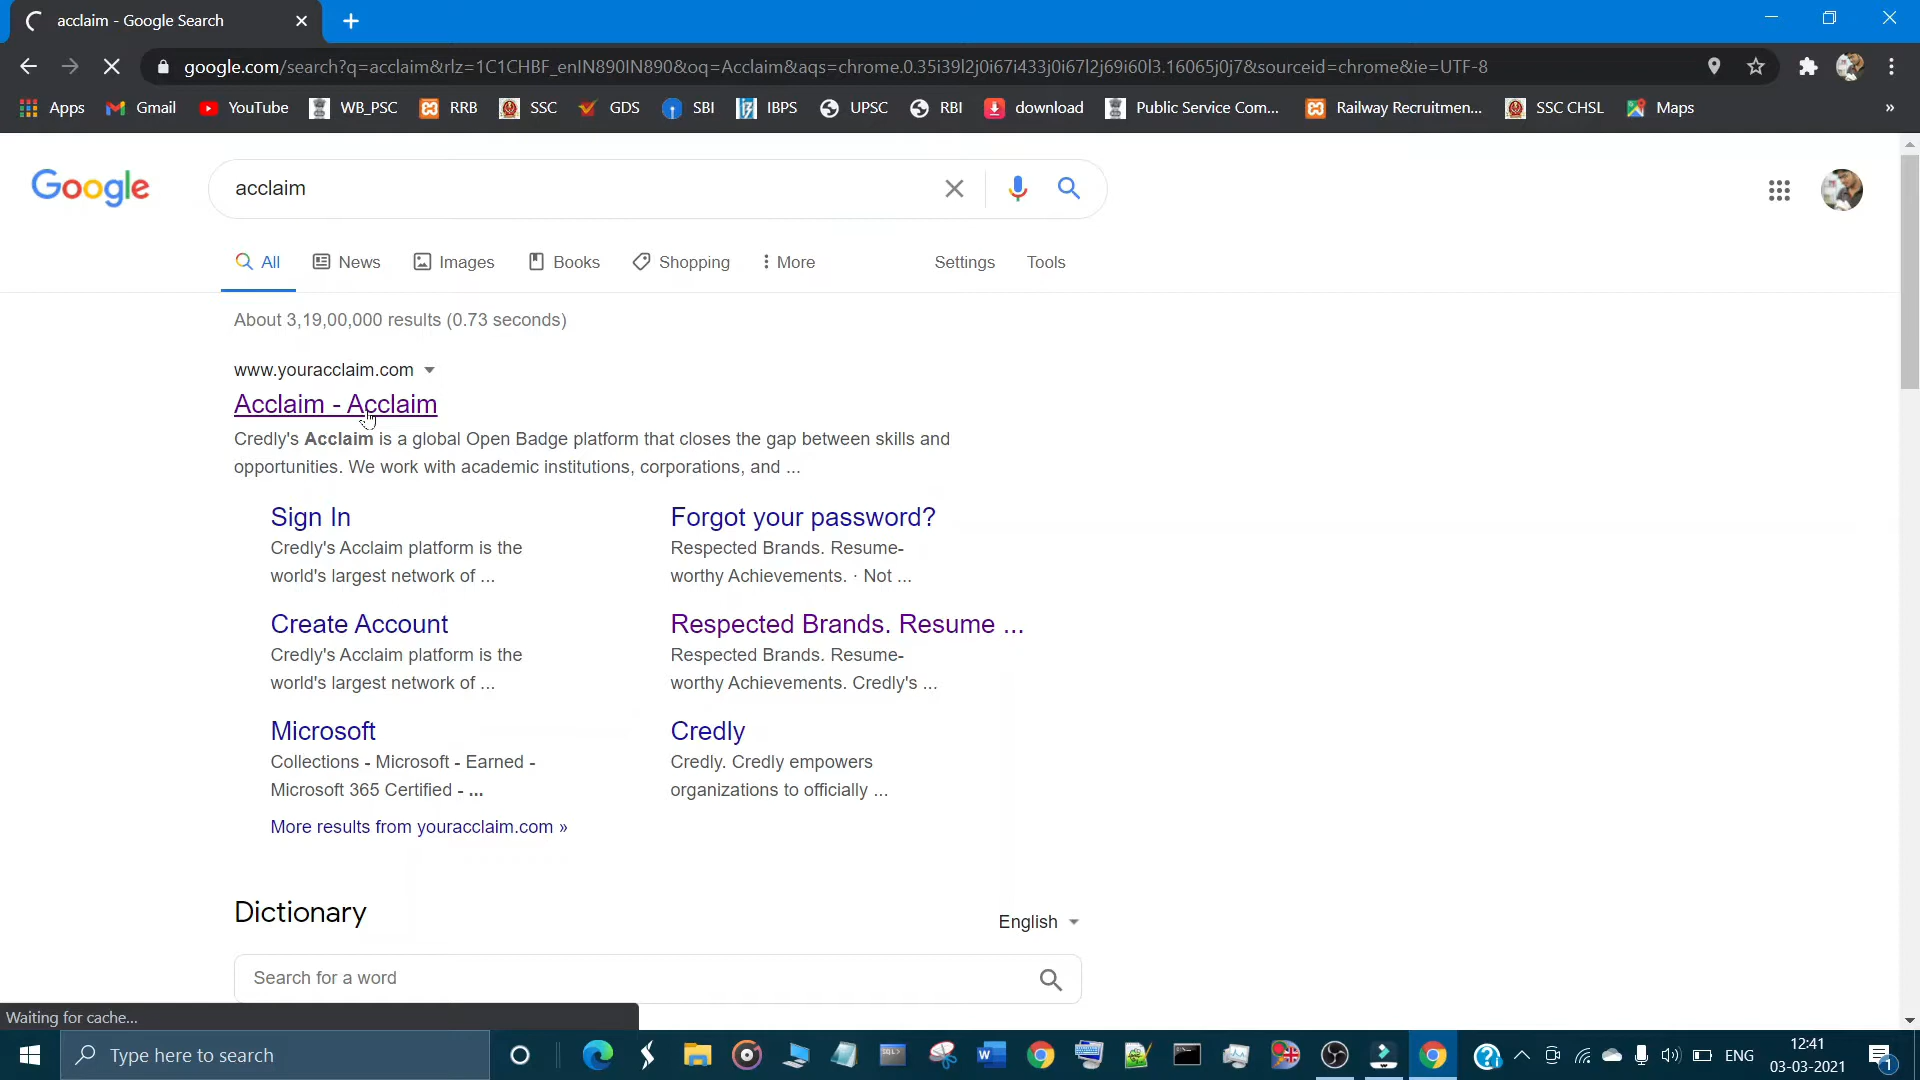 acclaim - Google Search
google.com/search?q=acclaim&rlz=1C1CHBF_enIN890IN890&oq=Acclaim&aqs=chrome.0.35i39l2j0i67i433j0i67l2j69i60l3.16065j0j7&sourceid=chrome&ie=UTF-8
Apps Gmail YouTube WB_PSC RRB SSC GDS SBI IBPS UPSC RBI download Public Service Com... Railway Recruitmen... SSC CHSL Maps »
Google
acclaim
All News Images Books Shopping More Settings Tools
About 3,19,00,000 results (0.73 seconds)
www.youracclaim.com
Acclaim - Acclaim
Credly's Acclaim is a global Open Badge platform that closes the gap between skills and
opportunities. We work with academic institutions, corporations, and ...
Sign In
Credly's Acclaim platform is the
world's largest network of ...
Forgot your password?
Respected Brands. Resume-
worthy Achievements. · Not ...
Create Account
Credly's Acclaim platform is the
world's largest network of ...
Respected Brands. Resume ...
Respected Brands. Resume-
worthy Achievements. Credly's ...
Microsoft
Collections - Microsoft - Earned -
Microsoft 365 Certified - ...
Credly
Credly. Credly empowers
organizations to officially ...
More results from youracclaim.com »
Dictionary
English
Search for a word
Waiting for cache...
Type here to search
ENG
12:41
03-03-2021
1